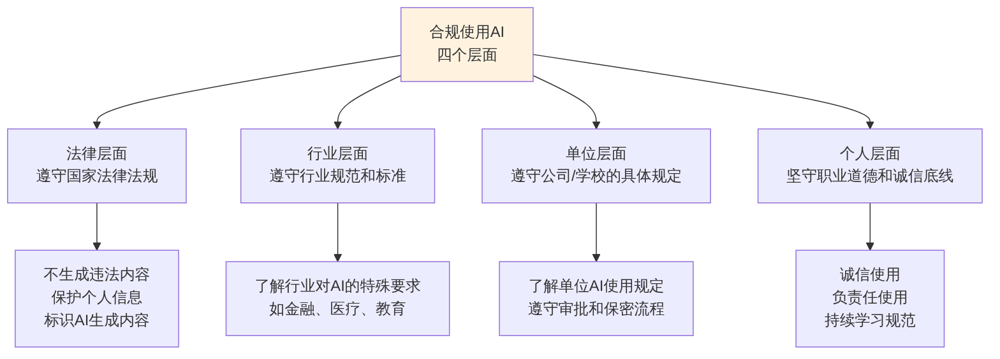 合规使用AI
四个层面
法律层面
遵守国家法律法规
行业层面
遵守行业规范和标准
单位层面
遵守公司/学校的具体规定
个人层面
坚守职业道德和诚信底线
不生成违法内容
保护个人信息
标识AI生成内容
了解行业对AI的特殊要求
如金融、医疗、教育
了解单位AI使用规定
遵守审批和保密流程
诚信使用
负责任使用
持续学习规范